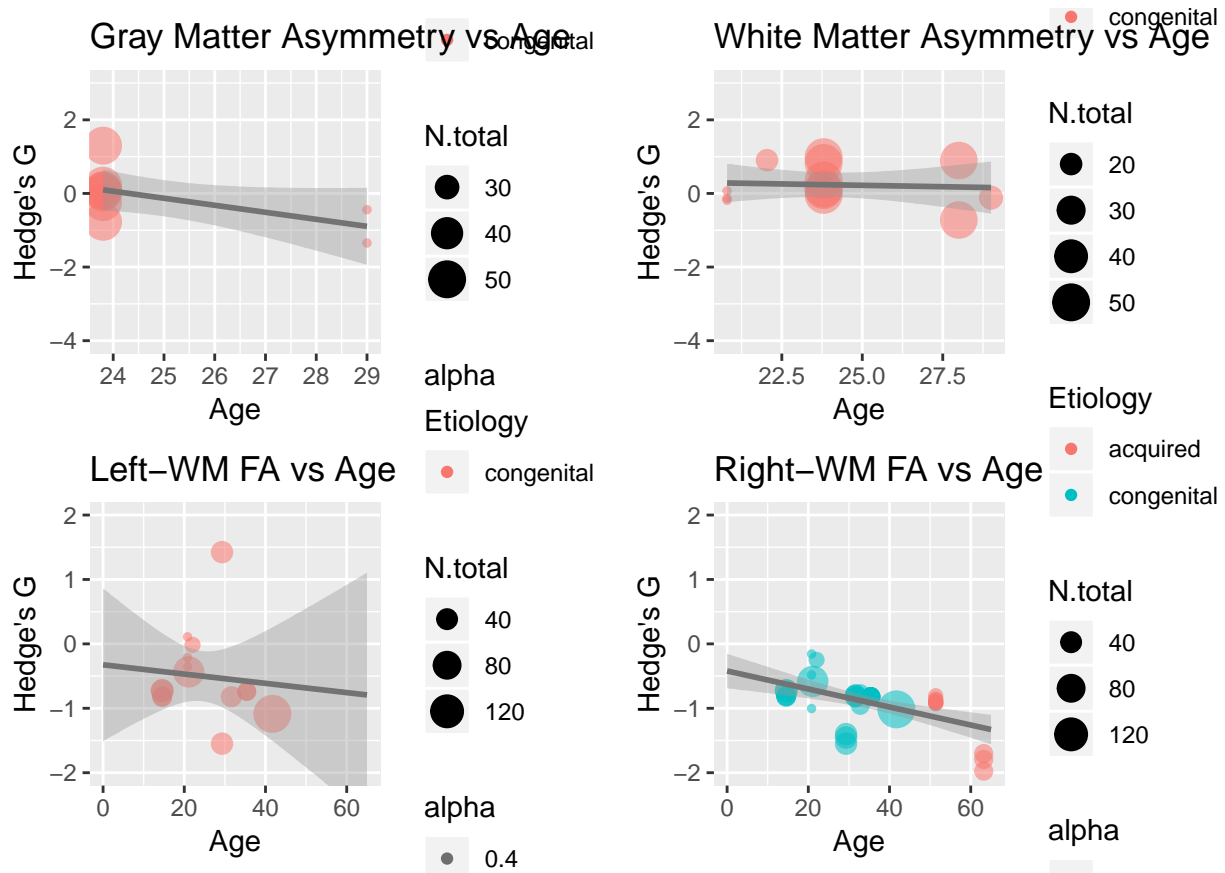 congenital
Gray Matter Asymmetry vs Age
N.total
30
40
50
2
0
−2
−4
Hedge's G
24 25 26 27 28 29
Age
alpha
congenital
White Matter Asymmetry vs Age
N.total
20
30
40
50
2
0
−2
−4
Hedge's G
22.5 25.0 27.5
Age
Etiology
congenital
Left−WM FA vs Age
N.total
40
80
120
2
1
0
−1
−2
Hedge's G
0 20 40 60
Age
alpha
0.4
Etiology
acquired
congenital
Right−WM FA vs Age
N.total
40
80
120
2
1
0
−1
−2
Hedge's G
0 20 40 60
Age
alpha